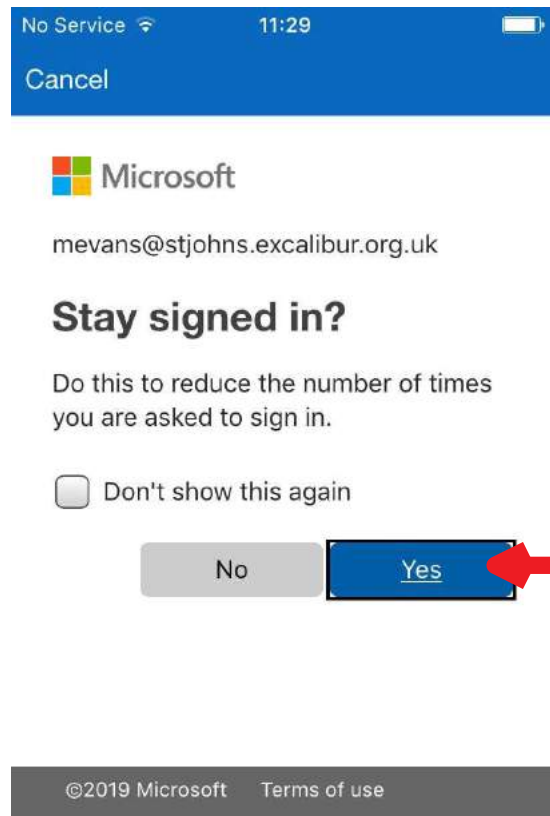 No Service 11:29
Cancel
Microsoft
mevans@stjohns.excalibur.org.uk
Stay signed in?
Do this to reduce the number of times
you are asked to sign in.
Don't show this again
No Yes
©2019 Microsoft Terms of use